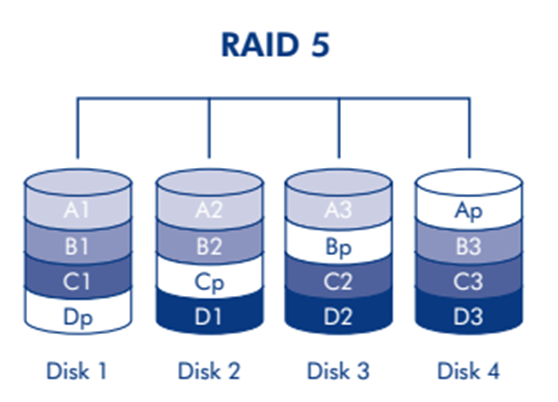 RAID 5
A1 A2 A3 Ap
B1 B2 Bp B3
C1 Cp C2 C3
Dp D1 D2 D3
Disk 1 Disk 2 Disk 3 Disk 4